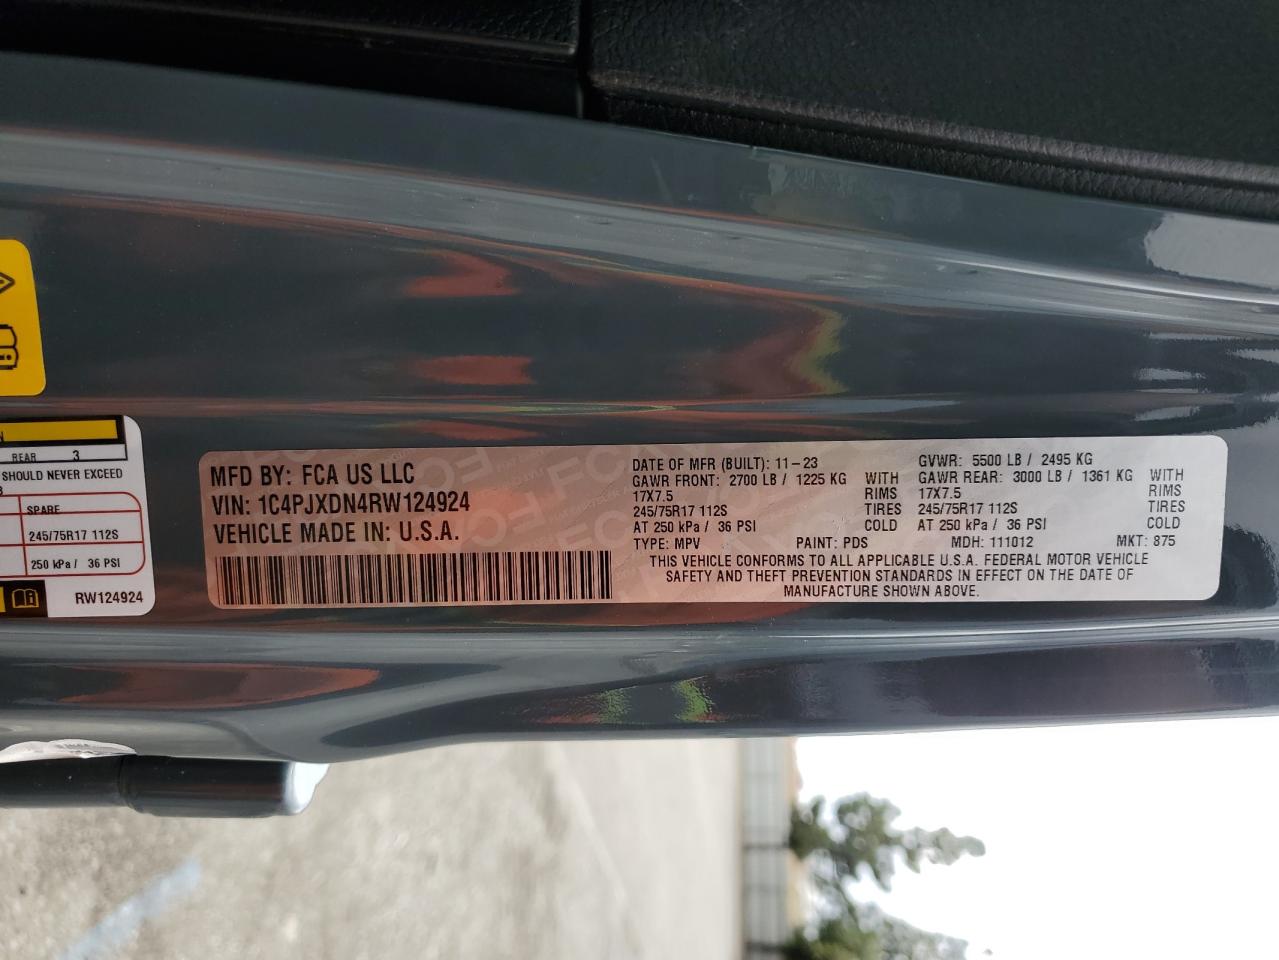 N
REAR 3
SHOULD NEVER EXCEED
SPARE
245/75R17 112S
250 kPa / 36 PSI
RW124924
MFD BY: FCA US LLC
VIN: 1C4PJXDN4RW124924
VEHICLE MADE IN: U.S.A.
DATE OF MFR (BUILT): 11-23
GAWR FRONT: 2700 LB / 1225 KG WITH
17X7.5 RIMS
245/75R17 112S TIRES
AT 250 kPa / 36 PSI COLD
GVWR: 5500 LB / 2495 KG
GAWR REAR: 3000 LB / 1361 KG WITH
17X7.5 RIMS
245/75R17 112S TIRES
AT 250 kPa / 36 PSI COLD
TYPE: MPV PAINT: PDS MDH: 111012 MKT: 875
THIS VEHICLE CONFORMS TO ALL APPLICABLE U.S.A. FEDERAL MOTOR VEHICLE
SAFETY AND THEFT PREVENTION STANDARDS IN EFFECT ON THE DATE OF
MANUFACTURE SHOWN ABOVE.